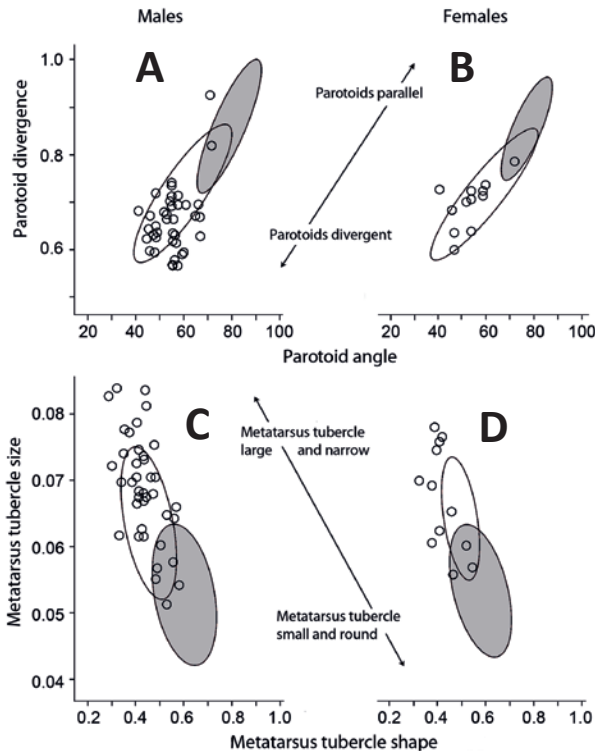 Males Females
A B
1.0
0.8
0.6
Parotoid divergence
Parotoids parallel
Parotoids divergent
20 40 60 80 100 20 40 60 80 100
Parotoid angle
C D
0.08
0.07
0.06
0.05
0.04
Metatarsus tubercle size
Metatarsus tubercle
large and narrow
Metatarsus tubercle
small and round
0.2 0.4 0.6 0.8 1.0 0.2 0.4 0.6 0.8 1.0
Metatarsus tubercle shape